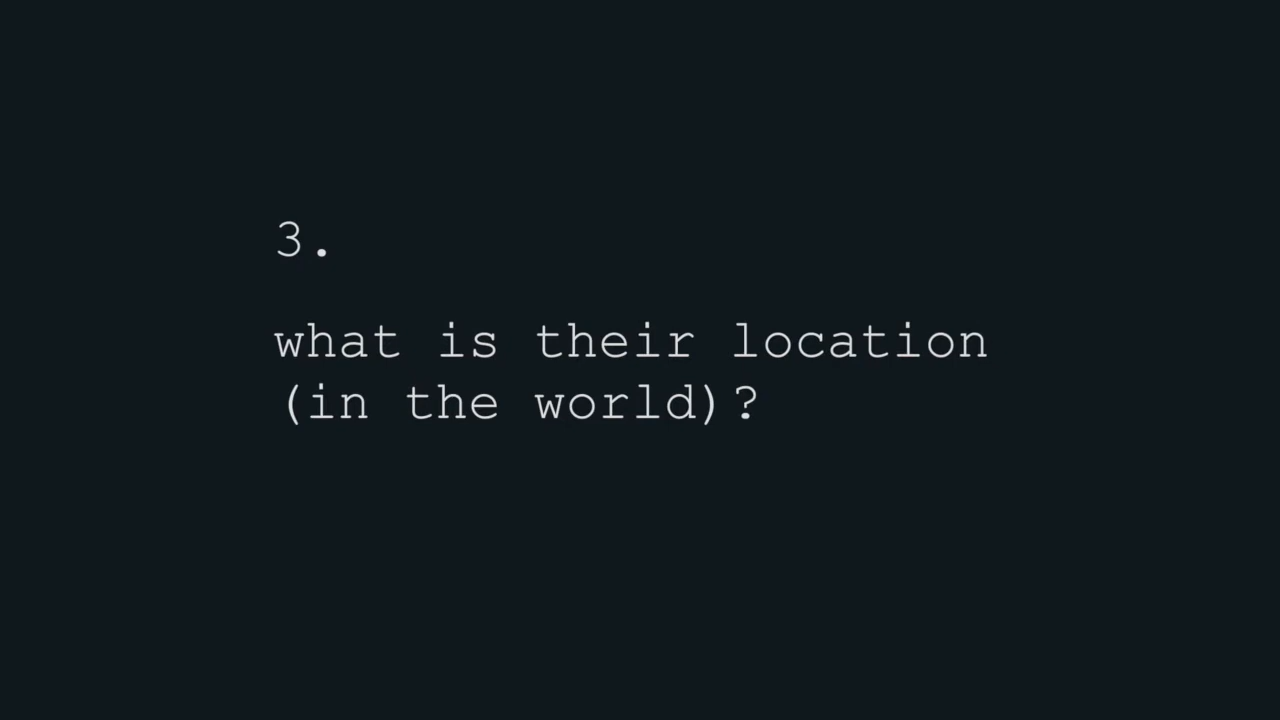 3.
what is their location
(in the world)?